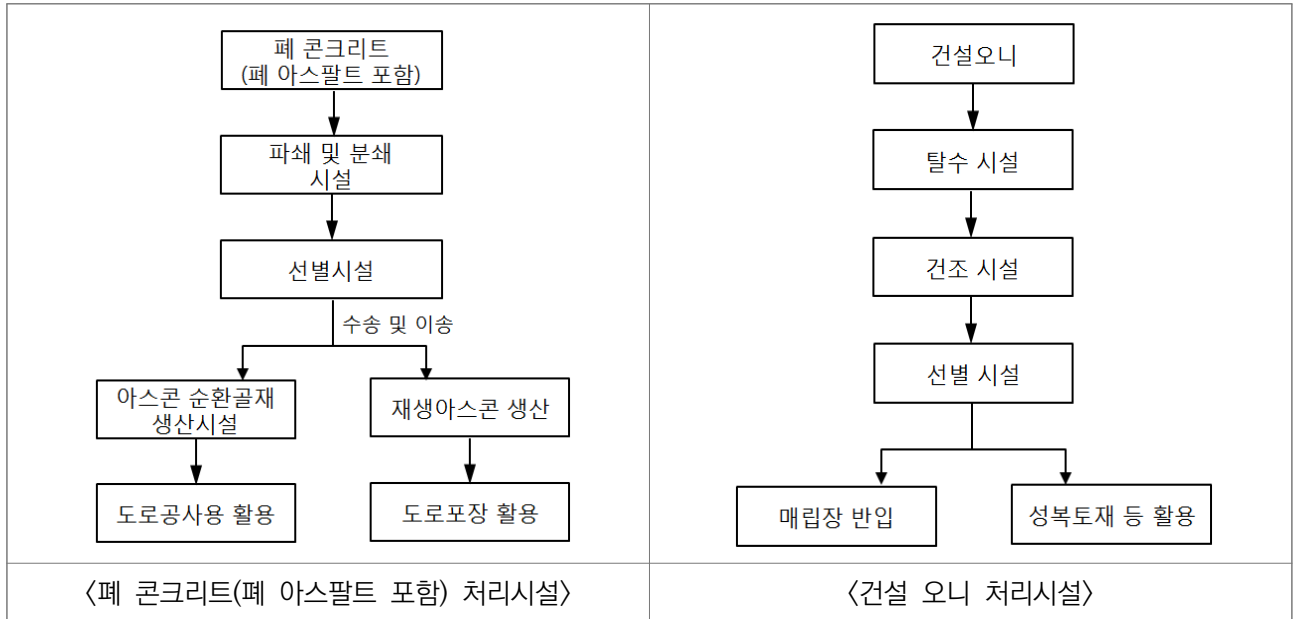 폐 콘크리트
(폐 아스팔트 포함)
파쇄 및 분쇄
시설
선별시설
수송 및 이송
아스콘 순환골재
생산시설
재생아스콘 생산
도로공사용 활용
도로포장 활용
〈폐 콘크리트(폐 아스팔트 포함) 처리시설〉
건설오니
탈수 시설
건조 시설
선별 시설
매립장 반입
성복토재 등 활용
〈건설 오니 처리시설〉